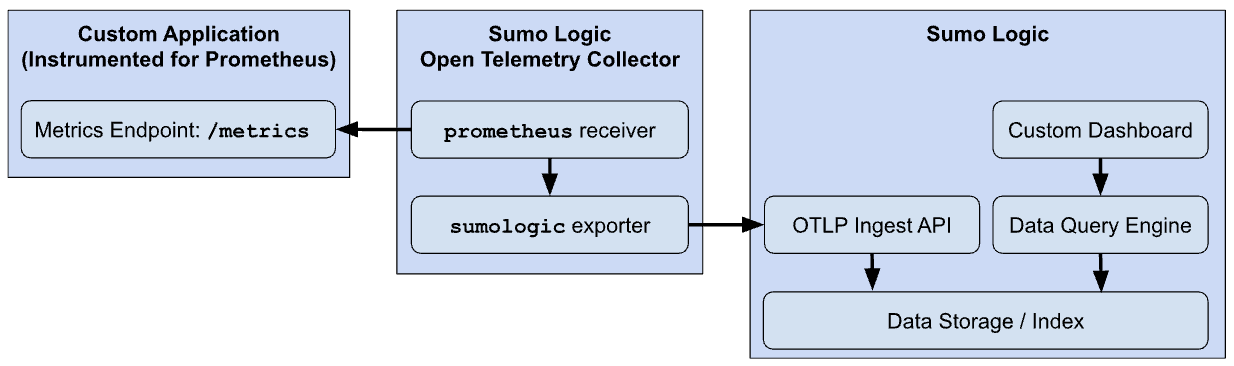 Custom Application
(Instrumented for Prometheus)
Metrics Endpoint: /metrics
Sumo Logic
Open Telemetry Collector
prometheus receiver
sumologic exporter
Sumo Logic
Custom Dashboard
OTLP Ingest API
Data Query Engine
Data Storage / Index